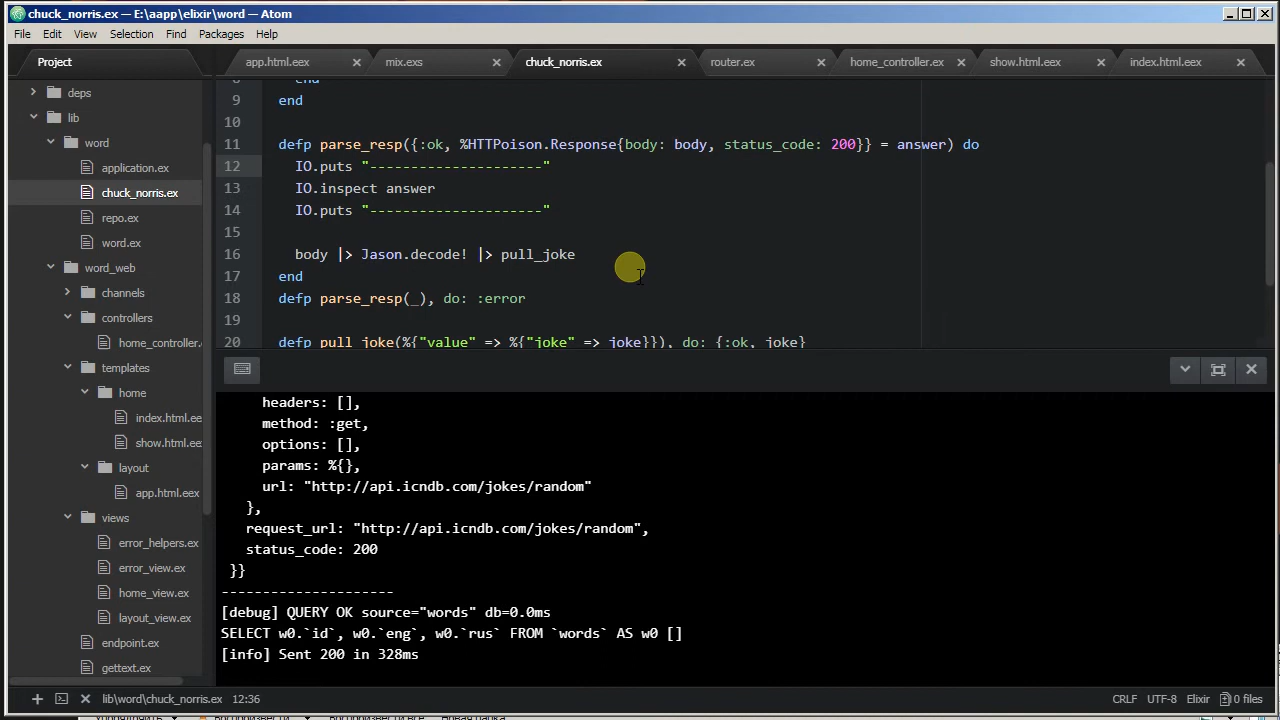 chuck_norris.ex — E:\aapp\elixir\word — Atom
File Edit View Selection Find Packages Help
Project
app.html.eex
mix.exs
chuck_norris.ex
router.ex
home_controller.ex
show.html.eex
index.html.eex
deps
lib
word
application.ex
chuck_norris.ex
repo.ex
word.ex
word_web
channels
controllers
home_controller.
templates
home
index.html.ee
show.html.ee
layout
app.html.eex
views
error_helpers.ex
error_view.ex
home_view.ex
layout_view.ex
endpoint.ex
gettext.ex
8 end
9 end
10
11 defp parse_resp({:ok, %HTTPoison.Response{body: body, status_code: 200}} = answer) do
12 IO.puts "---------------------"
13 IO.inspect answer
14 IO.puts "---------------------"
15
16 body |> Jason.decode! |> pull_joke
17 end
18 defp parse_resp(_), do: :error
19
20 defp pull_joke(%{"value" => %{"joke" => joke}}), do: {:ok, joke}
headers: [],
method: :get,
options: [],
params: %{},
url: "http://api.icndb.com/jokes/random"
},
request_url: "http://api.icndb.com/jokes/random",
status_code: 200
}}
---------------------
[debug] QUERY OK source="words" db=0.0ms
SELECT w0.`id`, w0.`eng`, w0.`rus` FROM `words` AS w0 []
[info] Sent 200 in 328ms
lib\word\chuck_norris.ex 12:36
CRLF UTF-8 Elixir 0 files